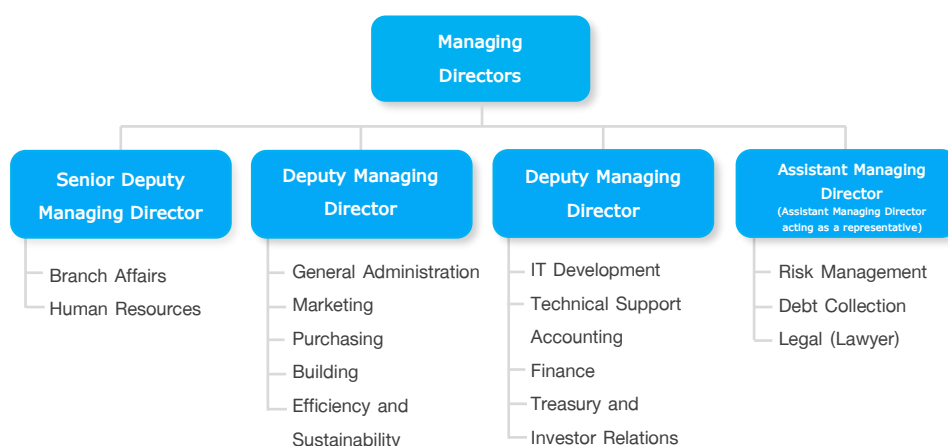 Managing
Directors
Senior Deputy
Managing Director
Branch Affairs
Human Resources
Deputy Managing
Director
General Administration
Marketing
Purchasing
Building
Efficiency and
Sustainability
Deputy Managing
Director
IT Development
Technical Support
Accounting
Finance
Treasury and
Investor Relations
Assistant Managing
Director
(Assistant Managing Director
acting as a representative)
Risk Management
Debt Collection
Legal (Lawyer)